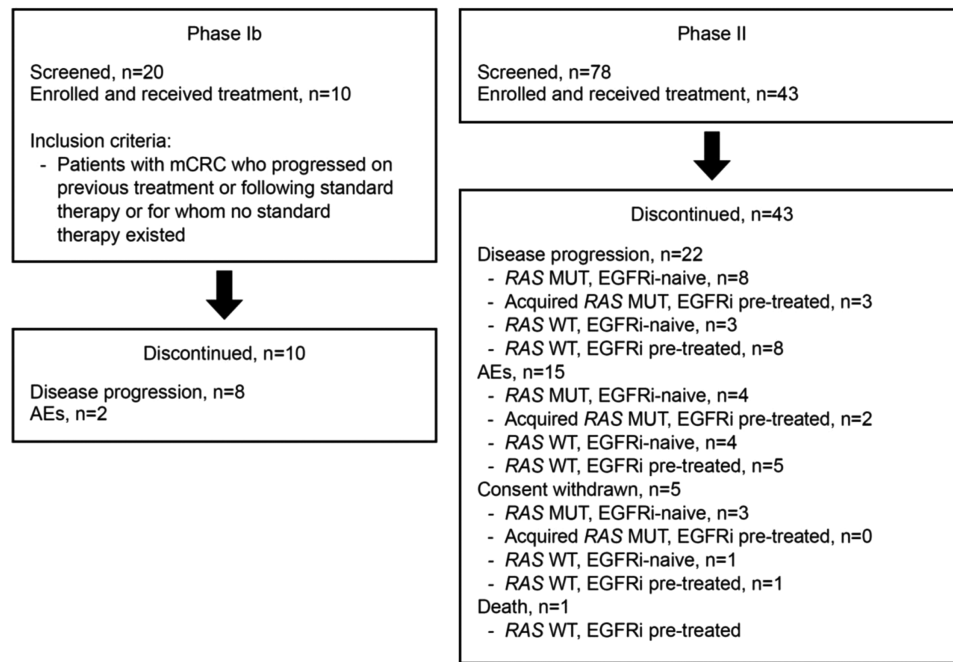 Phase Ib
Screened, n=20
Enrolled and received treatment, n=10
Inclusion criteria:
- Patients with mCRC who progressed on
previous treatment or following standard
therapy or for whom no standard
therapy existed
Discontinued, n=10
Disease progression, n=8
AEs, n=2
Phase II
Screened, n=78
Enrolled and received treatment, n=43
Discontinued, n=43
Disease progression, n=22
- RAS MUT, EGFRi-naive, n=8
- Acquired RAS MUT, EGFRi pre-treated, n=3
- RAS WT, EGFRi-naive, n=3
- RAS WT, EGFRi pre-treated, n=8
AEs, n=15
- RAS MUT, EGFRi-naive, n=4
- Acquired RAS MUT, EGFRi pre-treated, n=2
- RAS WT, EGFRi-naive, n=4
- RAS WT, EGFRi pre-treated, n=5
Consent withdrawn, n=5
- RAS MUT, EGFRi-naive, n=3
- Acquired RAS MUT, EGFRi pre-treated, n=0
- RAS WT, EGFRi-naive, n=1
- RAS WT, EGFRi pre-treated, n=1
Death, n=1
- RAS WT, EGFRi pre-treated